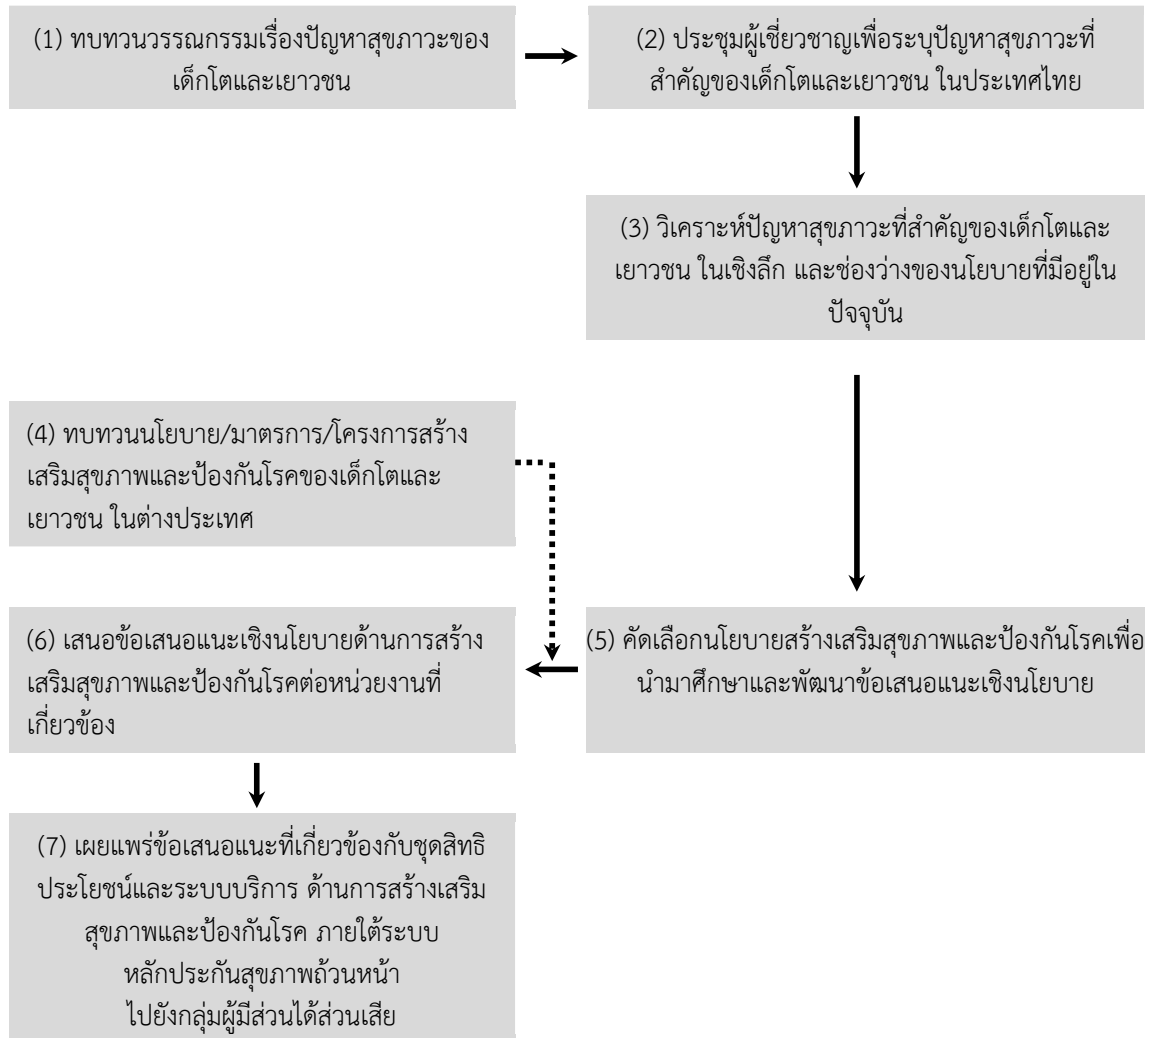 (1) ทบทวนวรรณกรรมเรื่องปัญหาสุขภาวะของ
เด็กโตและเยาวชน
(2) ประชุมผู้เชี่ยวชาญเพื่อระบุปัญหาสุขภาวะที่
สำคัญของเด็กโตและเยาวชน ในประเทศไทย
(3) วิเคราะห์ปัญหาสุขภาวะที่สำคัญของเด็กโตและ
เยาวชน ในเชิงลึก และช่องว่างของนโยบายที่มีอยู่ใน
ปัจจุบัน
(4) ทบทวนนโยบาย/มาตรการ/โครงการสร้าง
เสริมสุขภาพและป้องกันโรคของเด็กโตและ
เยาวชน ในต่างประเทศ
(5) คัดเลือกนโยบายสร้างเสริมสุขภาพและป้องกันโรคเพื่อ
นำมาศึกษาและพัฒนาข้อเสนอแนะเชิงนโยบาย
(6) เสนอข้อเสนอแนะเชิงนโยบายด้านการสร้าง
เสริมสุขภาพและป้องกันโรคต่อหน่วยงานที่
เกี่ยวข้อง
(7) เผยแพร่ข้อเสนอแนะที่เกี่ยวข้องกับชุดสิทธิ
ประโยชน์และระบบบริการ ด้านการสร้างเสริม
สุขภาพและป้องกันโรค ภายใต้ระบบ
หลักประกันสุขภาพถ้วนหน้า
ไปยังกลุ่มผู้มีส่วนได้ส่วนเสีย